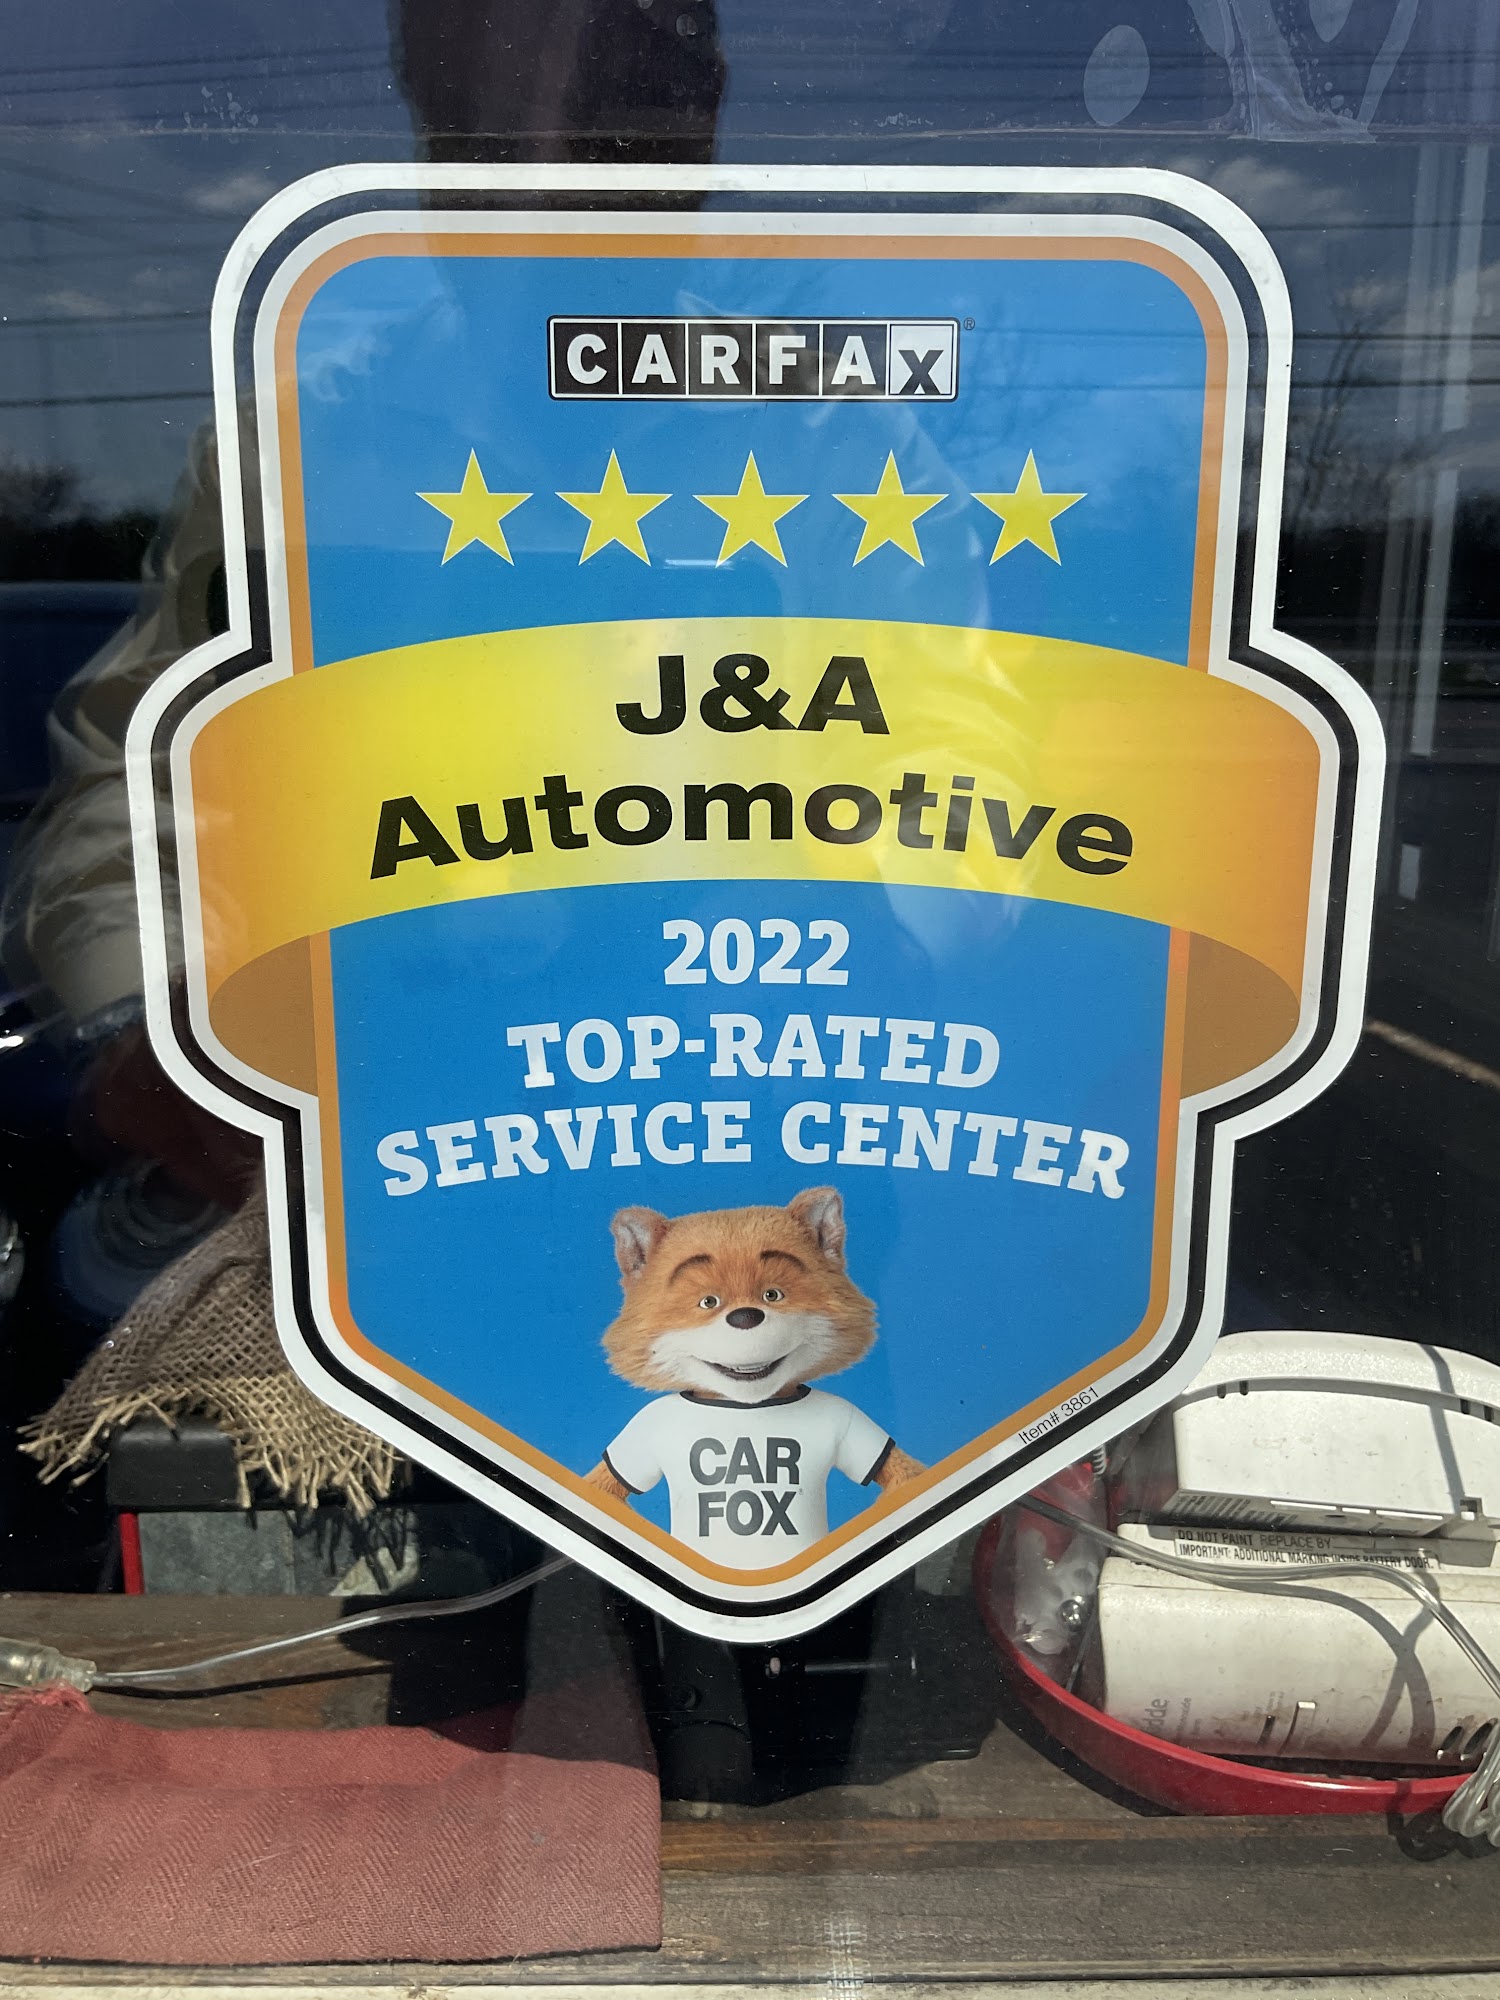 CARFAX®
J&A
Automotive
2022
TOP-RATED
SERVICE CENTER
CAR
FOX
Item# 3861
DO NOT PAINT REPLACE BY
IMPORTANT: ADDITIONAL MARKING INSIDE BATTERY DOOR.